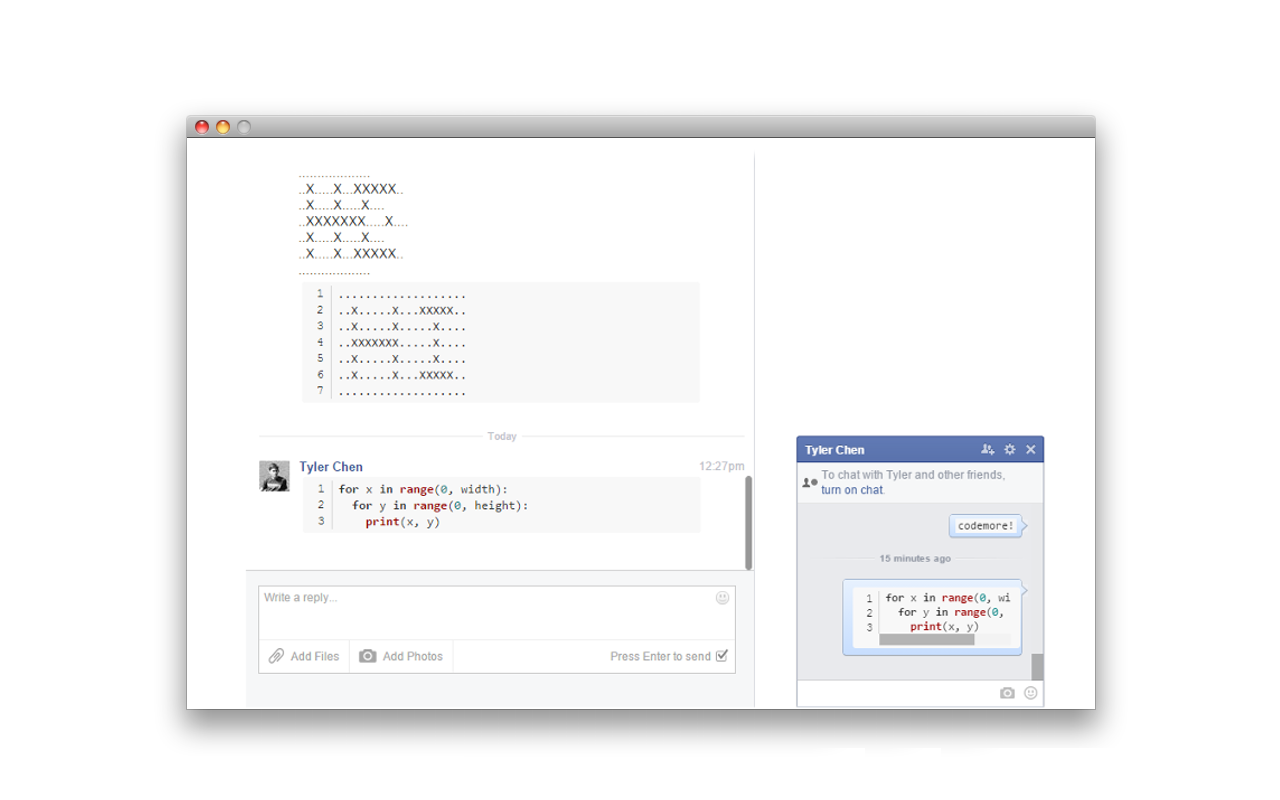 ..................
..X.....X...XXXXX..
..X.....X.....X....
..XXXXXXX.....X....
..X.....X.....X....
..X.....X...XXXXX..
..................
1 ...................
2 ..X.....X...XXXXX..
3 ..X.....X.....X....
4 ..XXXXXXX.....X....
5 ..X.....X.....X....
6 ..X.....X...XXXXX..
7 ...................
Today
Tyler Chen 12:27pm
1 for x in range(0, width):
2   for y in range(0, height):
3     print(x, y)
Write a reply...
Add Files Add Photos Press Enter to send
Tyler Chen
To chat with Tyler and other friends,
turn on chat.
codemore!
15 minutes ago
1 for x in range(0, wi
2   for y in range(0,
3     print(x, y)